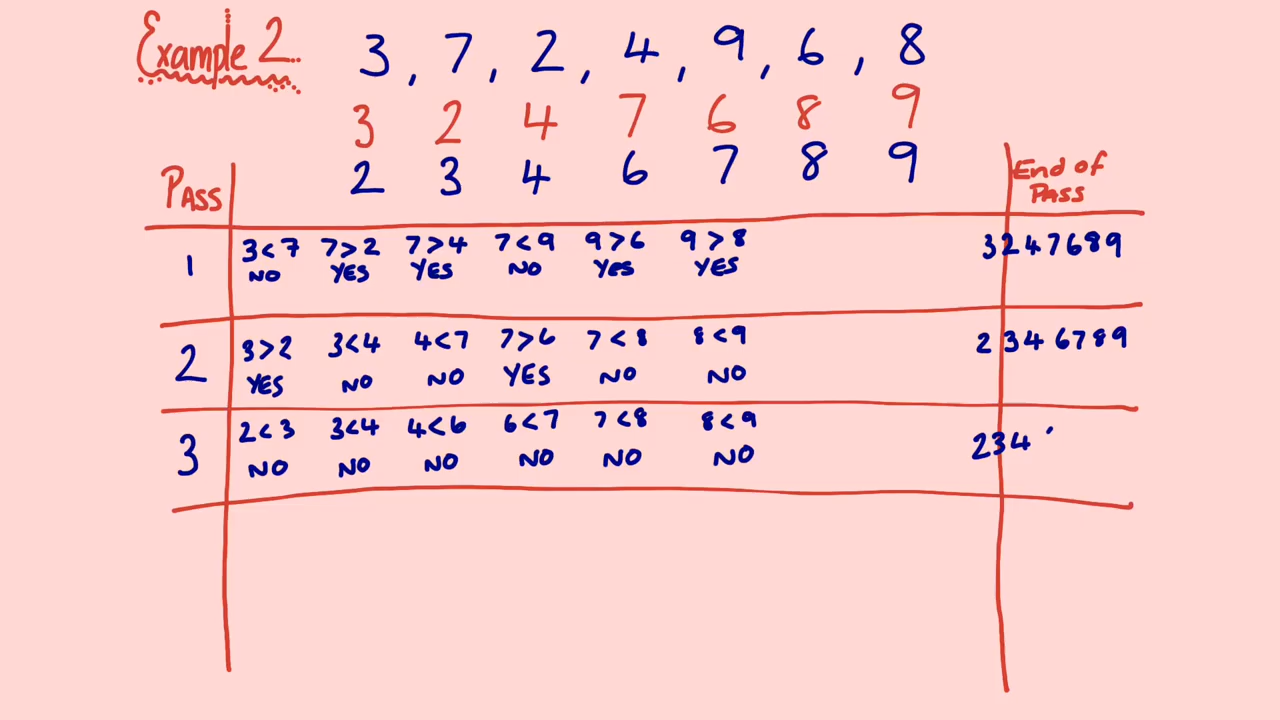 Example 2... 3, 7, 2, 4, 9, 6, 8
3 2 4 7 6 8 9
2 3 4 6 7 8 9
PASS
End of
PASS
1 3<7 7>2 7>4 7<9 9>6 9>8 3247689
NO YES YES NO YES YES
2 3>2 3<4 4<7 7>6 7<8 8<9 2346789
YES NO NO YES NO NO
3 2<3 3<4 4<6 6<7 7<8 8<9 234
NO NO NO NO NO NO